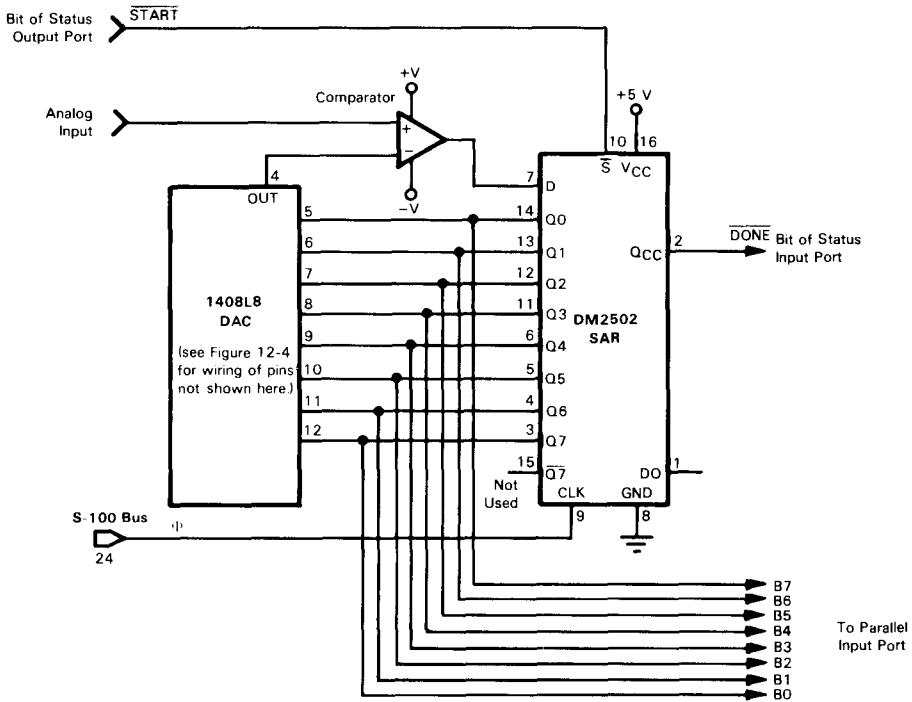 Bit of Status
Output Port
START
Analog
Input
Comparator
+V
+
−
−V
+5 V
10 16
S VCC
4
OUT
7 D
5 14 Q0
6 13 Q1
7 12 Q2
8 11 Q3
9 6 Q4
10 5 Q5
11 4 Q6
12 3 Q7
15 Q7
1408L8
DAC
(see Figure 12-4
for wiring of pins
not shown here.)
DM2502
SAR
2
QCC
DONE Bit of Status
Input Port
Not
Used
DO 1
CLK GND
9 8
S-100 Bus
Φ
24
B7
B6
B5
B4
B3
B2
B1
B0
To Parallel
Input Port